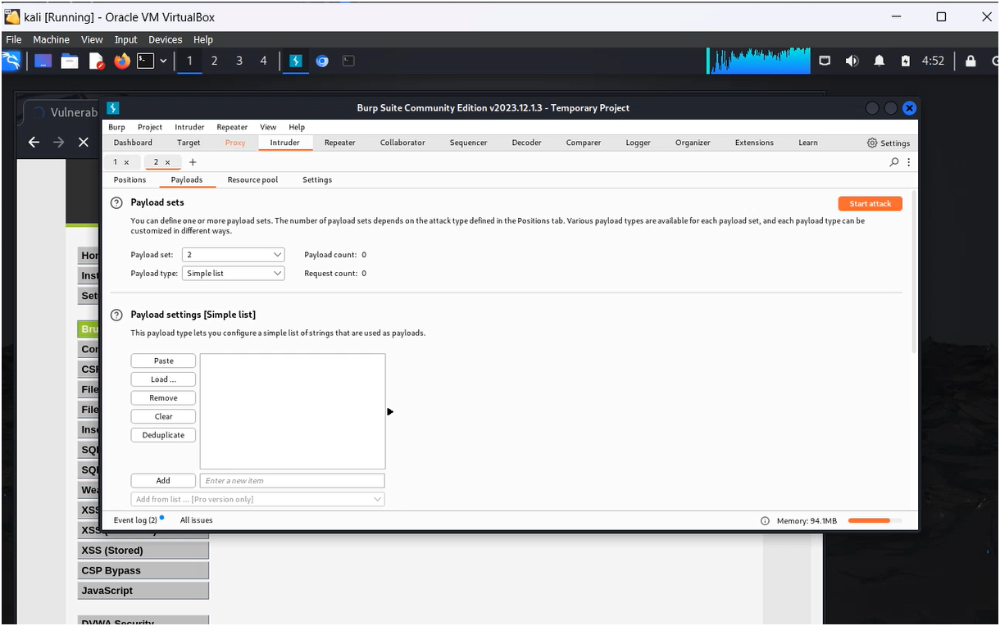 kali [Running] - Oracle VM VirtualBox
File Machine View Input Devices Help
1 2 3 4 4:52
Vulnerab
Burp Suite Community Edition v2023.12.1.3 - Temporary Project
Burp Project Intruder Repeater View Help
Dashboard Target Proxy Intruder Repeater Collaborator Sequencer Decoder Comparer Logger Organizer Extensions Learn Settings
1 × 2 × +
Positions Payloads Resource pool Settings
Payload sets
Start attack
You can define one or more payload sets. The number of payload sets depends on the attack type defined in the Positions tab. Various payload types are available for each payload set, and each payload type can be
customized in different ways.
Payload set: 2 Payload count: 0
Payload type: Simple list Request count: 0
Payload settings [Simple list]
This payload type lets you configure a simple list of strings that are used as payloads.
Paste
Load ...
Remove
Clear
Deduplicate
Add Enter a new item
Add from list ... [Pro version only]
Event log (2) All issues Memory: 94.1MB
Hor
Inst
Set
Bru
Cor
CSF
File
File
Inse
SQ
SQ
Wea
XSS
XSS
XSS (Stored)
CSP Bypass
JavaScript
DVWA Security